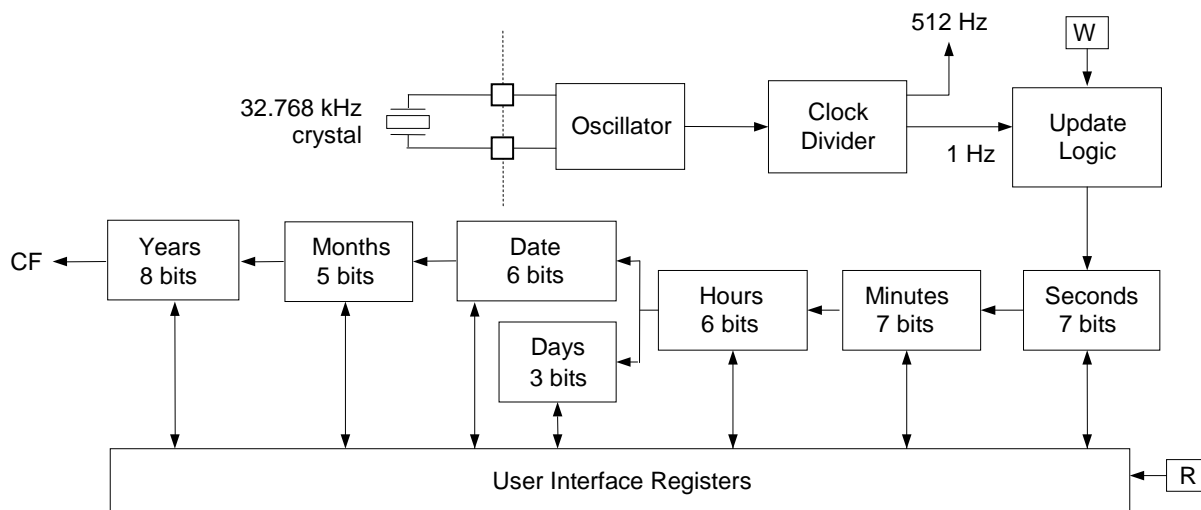 512 Hz
W
32.768 kHz
crystal
Oscillator
Clock
Divider
1 Hz
Update
Logic
CF
Years
8 bits
Months
5 bits
Date
6 bits
Days
3 bits
Hours
6 bits
Minutes
7 bits
Seconds
7 bits
User Interface Registers
R